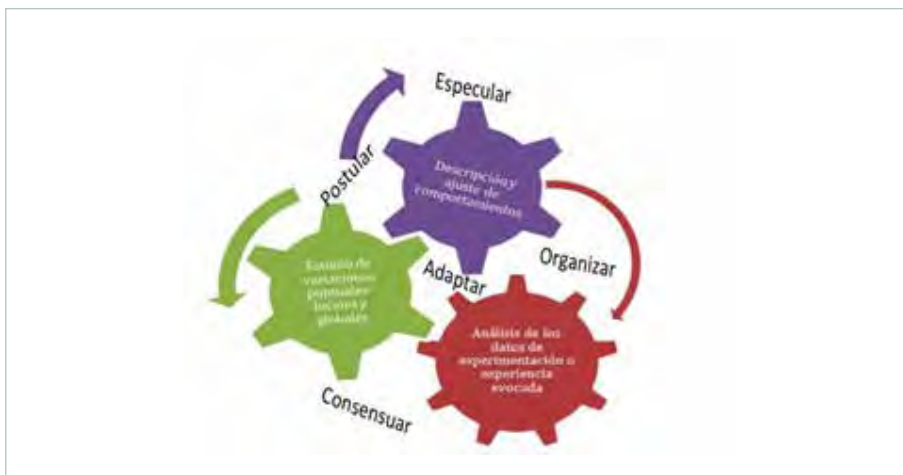 Especular
Postular
Descripción y
ajuste de
comportamientos
Organizar
Adaptar
Estudio de
variaciones
puntuales
locales y
globales
Análisis de los
datos de
experimentación o
experiencia
evocada
Consensuar